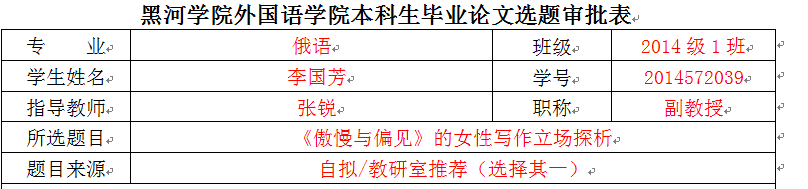 黑河学院外国语学院本科生毕业论文选题审批表
专 业 俄语 班级 2014级1班
学生姓名 李国芳 学号 2014572039
指导教师 张锐 职称 副教授
所选题目 《傲慢与偏见》的女性写作立场探析
题目来源 自拟/教研室推荐（选择其一）